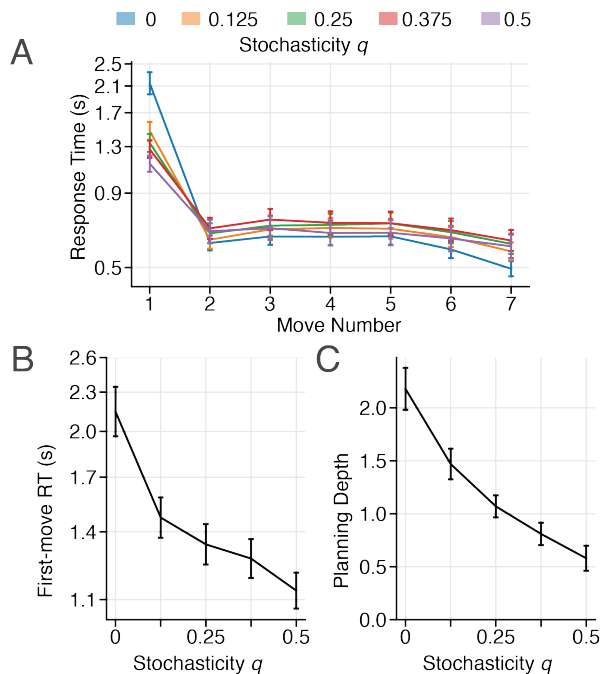 0 0.125 0.25 0.375 0.5
Stochasticity q
A
Response Time (s)
2.5
2.1
1.7
1.3
0.9
0.5
1 2 3 4 5 6 7
Move Number
B
First-move RT (s)
2.6
2.3
2.0
1.7
1.4
1.1
0 0.25 0.5
Stochasticity q
C
Planning Depth
2.0
1.5
1.0
0.5
0.0
0 0.25 0.5
Stochasticity q